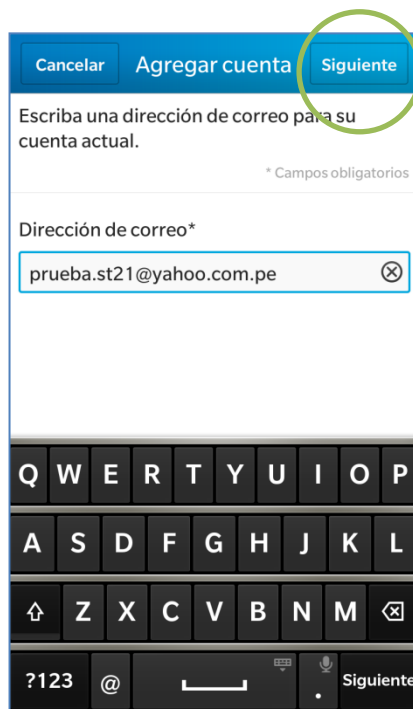 Cancelar Agregar cuenta Siguiente
Escriba una dirección de correo para su
cuenta actual.
* Campos obligatorios
Dirección de correo*
prueba.st21@yahoo.com.pe
Q W E R T Y U I O P
A S D F G H J K L
Z X C V B N M
?123 @ . Siguiente